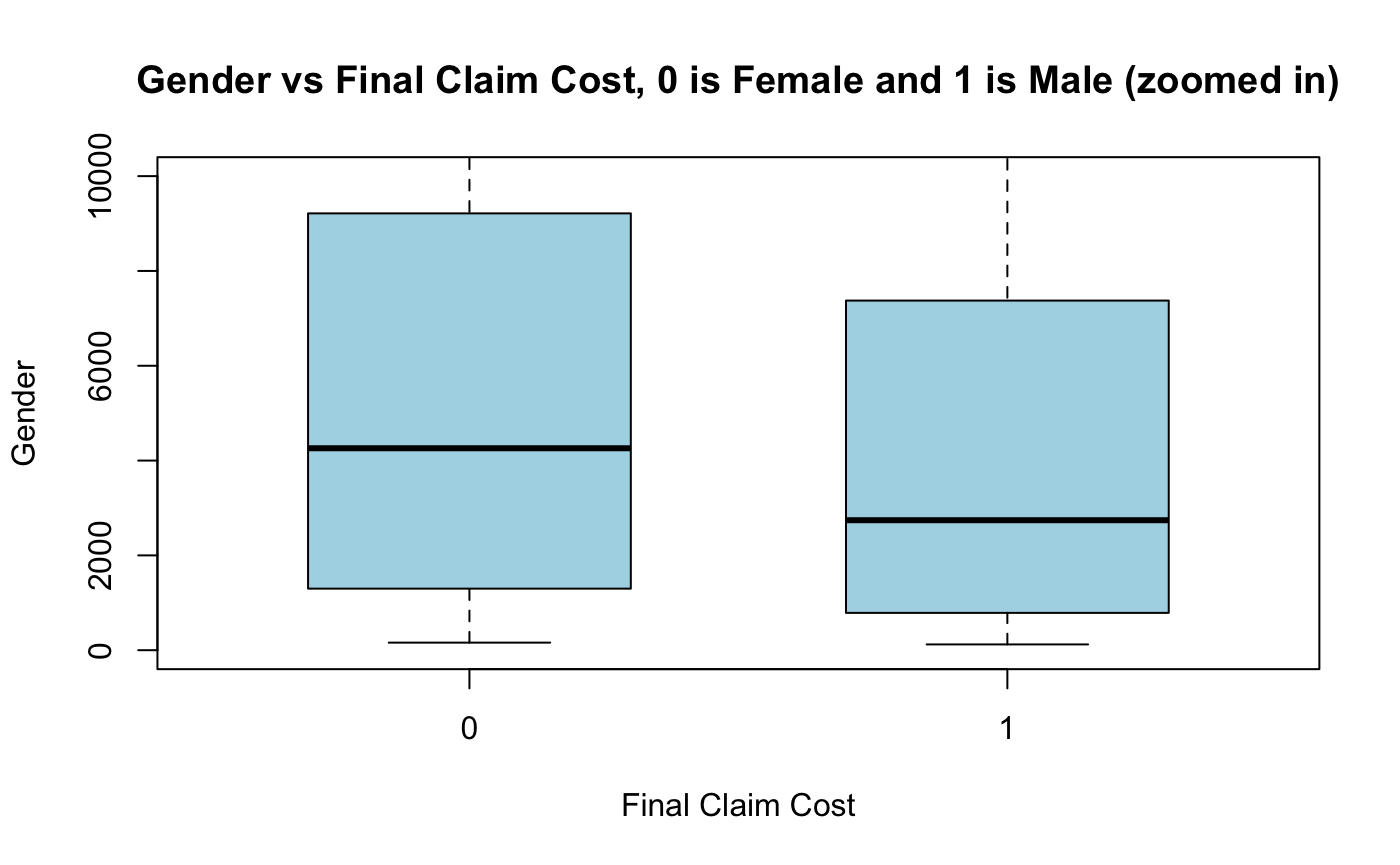 Gender vs Final Claim Cost, 0 is Female and 1 is Male (zoomed in)
10000
6000
2000
0
Gender
0 1
Final Claim Cost